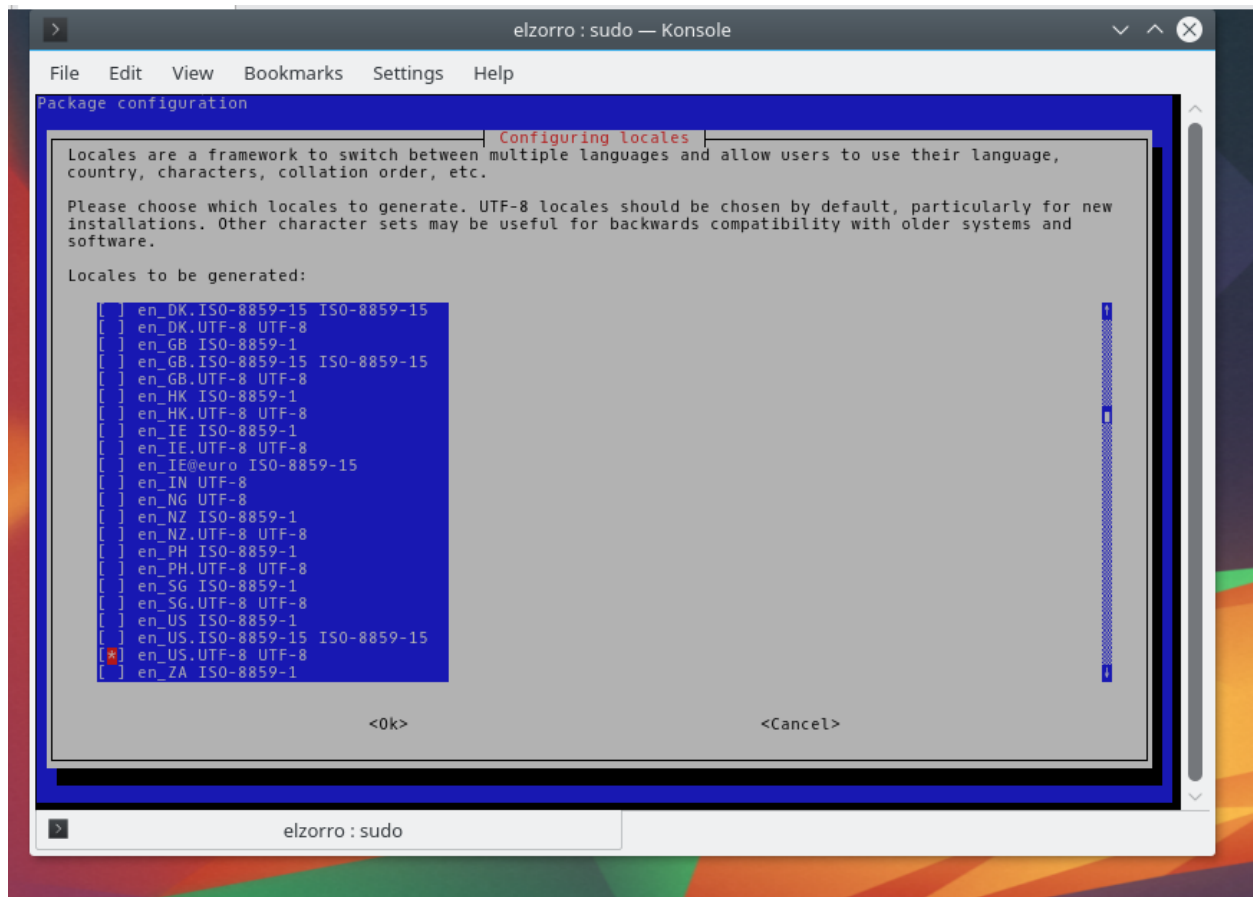 elzorro : sudo — Konsole
File Edit View Bookmarks Settings Help
Package configuration
Configuring locales
Locales are a framework to switch between multiple languages and allow users to use their language,
country, characters, collation order, etc.
Please choose which locales to generate. UTF-8 locales should be chosen by default, particularly for new
installations. Other character sets may be useful for backwards compatibility with older systems and
software.
Locales to be generated:
[ ] en_DK.ISO-8859-15 ISO-8859-15
[ ] en_DK.UTF-8 UTF-8
[ ] en_GB ISO-8859-1
[ ] en_GB.ISO-8859-15 ISO-8859-15
[ ] en_GB.UTF-8 UTF-8
[ ] en_HK ISO-8859-1
[ ] en_HK.UTF-8 UTF-8
[ ] en_IE ISO-8859-1
[ ] en_IE.UTF-8 UTF-8
[ ] en_IE@euro ISO-8859-15
[ ] en_IN UTF-8
[ ] en_NG UTF-8
[ ] en_NZ ISO-8859-1
[ ] en_NZ.UTF-8 UTF-8
[ ] en_PH ISO-8859-1
[ ] en_PH.UTF-8 UTF-8
[ ] en_SG ISO-8859-1
[ ] en_SG.UTF-8 UTF-8
[ ] en_US ISO-8859-1
[ ] en_US.ISO-8859-15 ISO-8859-15
[*] en_US.UTF-8 UTF-8
[ ] en_ZA ISO-8859-1
<Ok> <Cancel>
elzorro : sudo